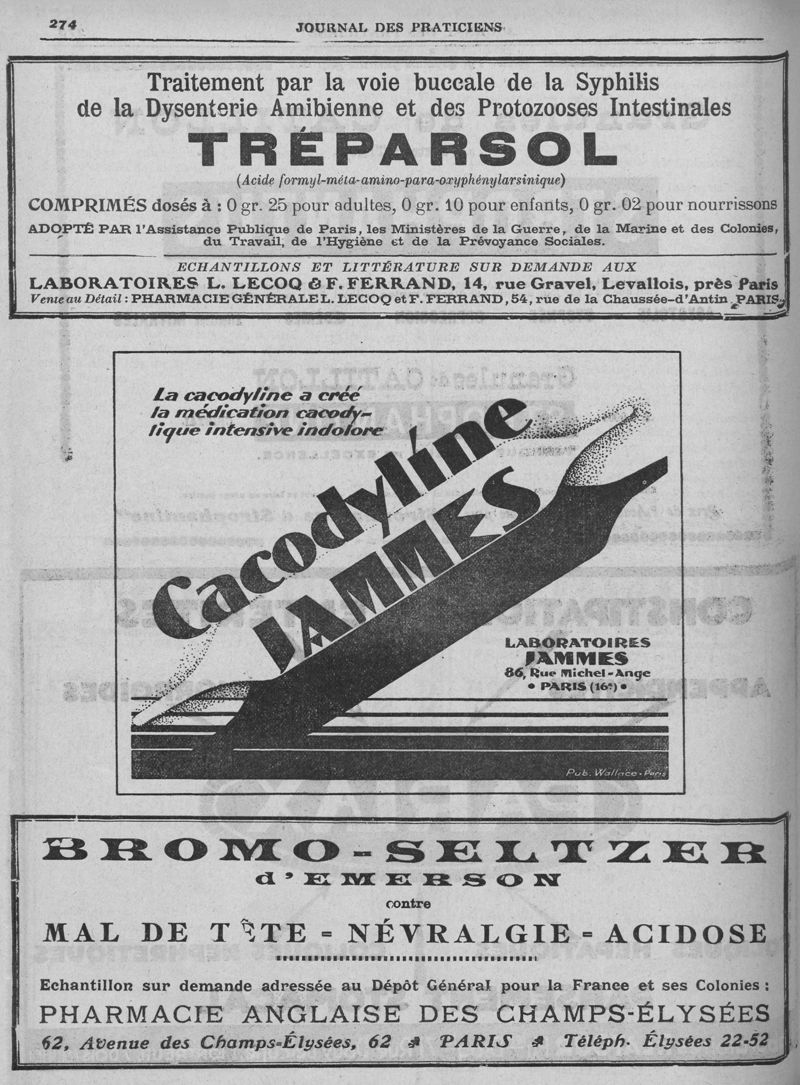 274
JOURNAL DES PRATICIENS
Traitement par la voie buccale de la Syphilis
de la Dysenterie Amibienne et des Protozooses Intestinales
TRÉPARSOL
(Acide formyl-méta-amino-para-oxyphénylarsinique)
COMPRIMÉS dosés à : 0 gr. 25 pour adultes, 0 gr. 10 pour enfants, 0 gr. 02 pour nourrissons
ADOPTÉ PAR l'Assistance Publique de Paris, les Ministères de la Guerre, de la Marine et des Colonies,
du Travail, de l'Hygiène et de la Prévoyance Sociales.
ECHANTILLONS ET LITTÉRATURE SUR DEMANDE AUX
LABORATOIRES L. LECOQ & F. FERRAND, 14, rue Gravel, Levallois, près Paris
Vente au Détail : PHARMACIE GÉNÉRALE L. LECOQ et F. FERRAND, 54, rue de la Chaussée-d'Antin, PARIS
La cacodyline a créé
la médication cacody-
lique intensive indolore
Cacodyline
JAMMES
LABORATOIRES
JAMMES
86, Rue Michel-Ange
• PARIS (16e) •
Pub. Wallace - Paris
BROMO-SELTZER
d'EMERSON
contre
MAL DE TÊTE = NÉVRALGIE = ACIDOSE
Echantillon sur demande adressée au Dépôt Général pour la France et ses Colonies :
PHARMACIE ANGLAISE DES CHAMPS-ÉLYSÉES
62, Avenue des Champs-Élysées, 62 PARIS Téléph. Élysées 22-52